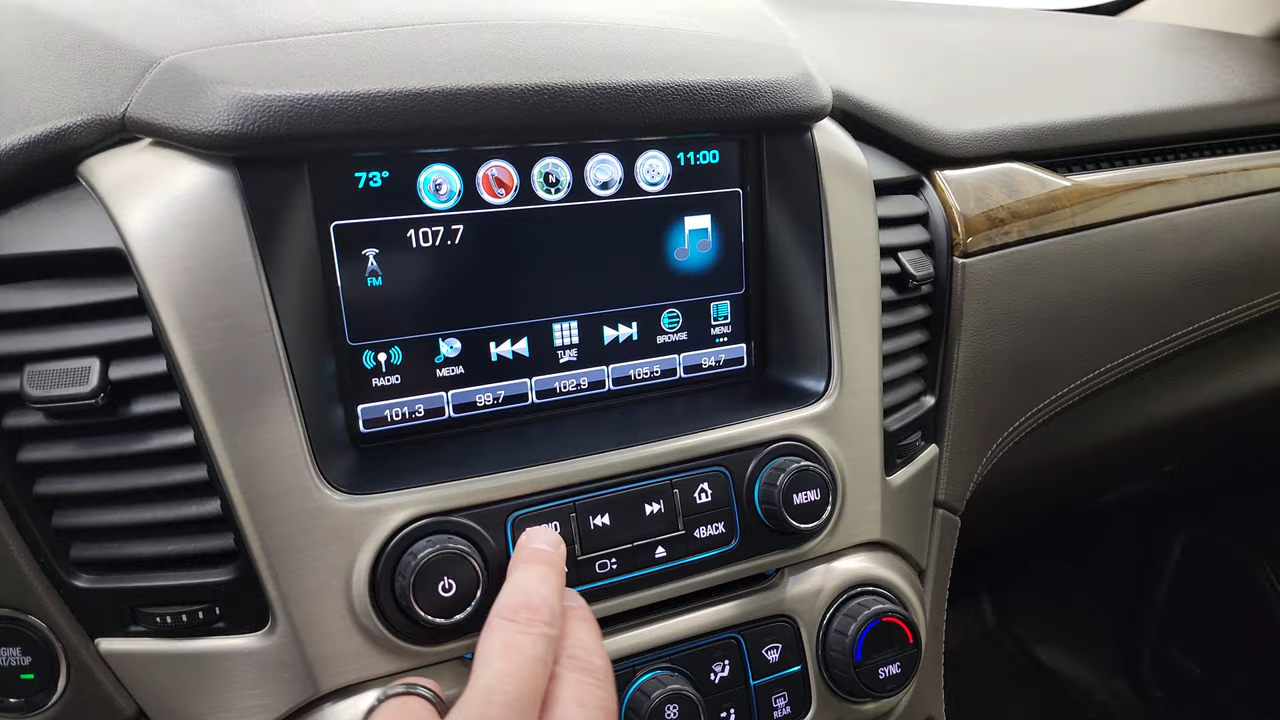 73°
N
11:00
107.7
FM
RADIO
MEDIA
TUNE
BROWSE
MENU
101.3
99.7
102.9
105.5
94.7
MENU
BACK
SYNC
REAR